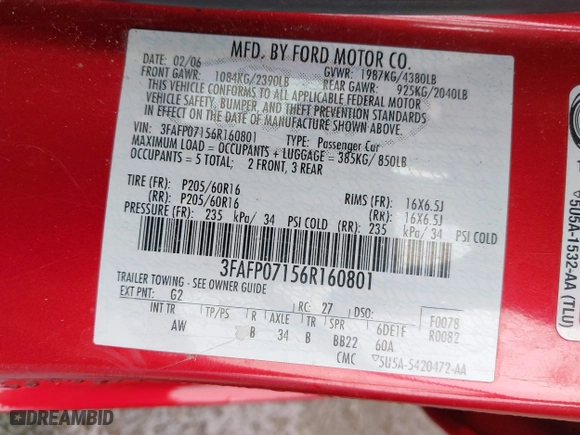 MFD. BY FORD MOTOR CO.
DATE: 02/06 GVWR: 1987KG/4380LB
FRONT GAWR: 1084KG/2390LB REAR GAWR: 925KG/2040LB
THIS VEHICLE CONFORMS TO ALL APPLICABLE FEDERAL MOTOR
VEHICLE SAFETY, BUMPER, AND THEFT PREVENTION STANDARDS
IN EFFECT ON THE DATE OF MANUFACTURE SHOWN ABOVE.
VIN: 3FAFP07156R160801 TYPE: Passenger Car
MAXIMUM LOAD = OCCUPANTS + LUGGAGE = 385KG/850LB
OCCUPANTS = 5 TOTAL; 2 FRONT, 3 REAR
TIRE (FR): P205/60R16 RIMS (FR): 16X6.5J
(RR): P205/60R16 (RR): 16X6.5J
PRESSURE (FR): 235 kPa/ 34 PSI COLD (RR): 235 kPa/ 34 PSI COLD
3FAFP07156R160801
TRAILER TOWING - SEE OWNER GUIDE
EXT PNT: G2 RC: 27 DSO: F0078
INT TR TP/PS R AXLE TR SPR 6DE1F R0082
AW B 34 B BB22 60A
CMC 5U5A-5420472-AA
505A-1532-AA (TLU)
DREAMBID